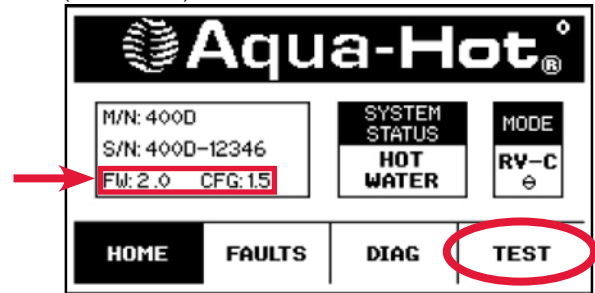 Aqua-Hot®
M/N: 400D
S/N: 400D-12346
FW: 2.0 CFG: 1.5
SYSTEM
STATUS
HOT
WATER
MODE
RV-C
HOME FAULTS DIAG TEST